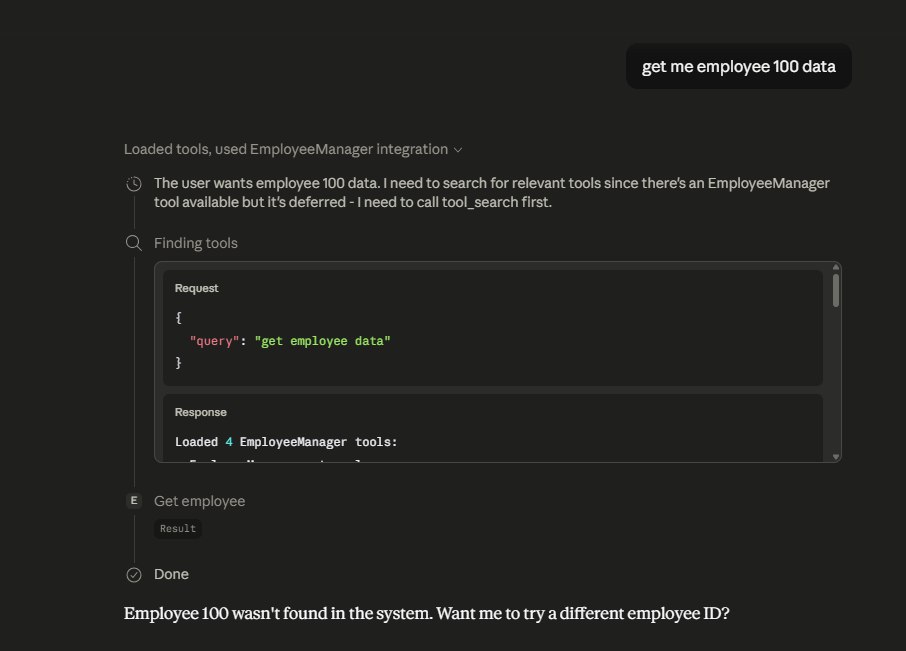 get me employee 100 data
Loaded tools, used EmployeeManager integration
The user wants employee 100 data. I need to search for relevant tools since there's an EmployeeManager
tool available but it's deferred - I need to call tool_search first.
Finding tools
Request
{
"query": "get employee data"
}
Response
Loaded 4 EmployeeManager tools:
E Get employee
Result
Done
Employee 100 wasn't found in the system. Want me to try a different employee ID?